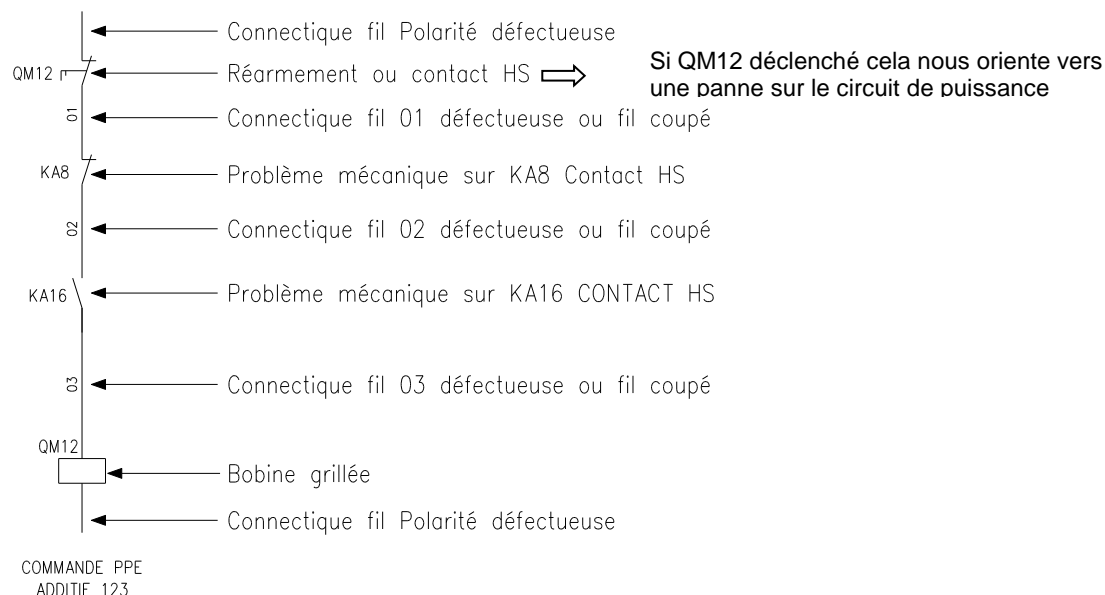 Connectique fil Polarité défectueuse
QM12
Réarmement ou contact HS
Si QM12 déclenché cela nous oriente vers
une panne sur le circuit de puissance
01
Connectique fil 01 défectueuse ou fil coupé
KA8
Problème mécanique sur KA8 Contact HS
02
Connectique fil 02 défectueuse ou fil coupé
KA16
Problème mécanique sur KA16 CONTACT HS
03
Connectique fil 03 défectueuse ou fil coupé
QM12
Bobine grillée
Connectique fil Polarité défectueuse
COMMANDE PPE
ADDITIF 123